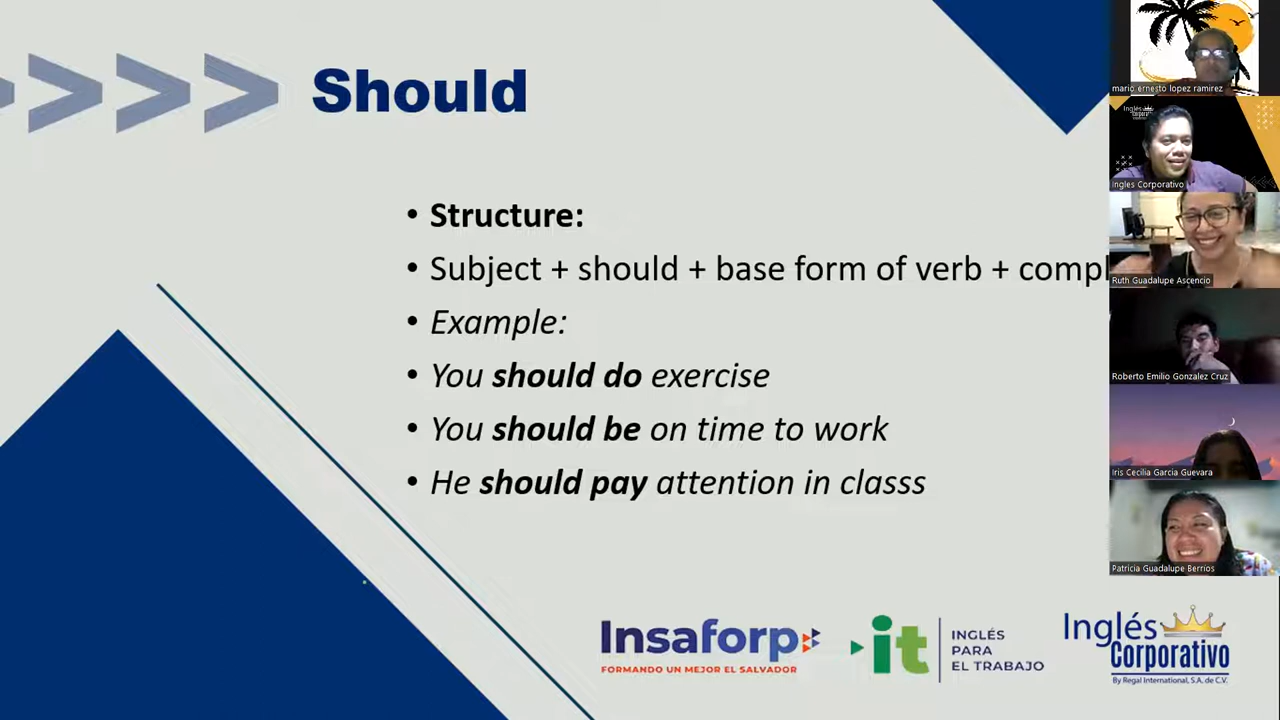 Should
• Structure:
• Subject + should + base form of verb + compl
• Example:
• You should do exercise
• You should be on time to work
• He should pay attention in classs
Insaforp
FORMANDO UN MEJOR EL SALVADOR
it
INGLÉS
PARA
EL TRABAJO
Inglés
Corporativo
By Regal International, S.A. de C.V.
mario ernesto lopez ramirez
Inglés
Corporativo
Ingles Corporativo
Ruth Guadalupe Ascencio
Roberto Emilio Gonzalez Cruz
Iris Cecilia Garcia Guevara
Patricia Guadalupe Berrios